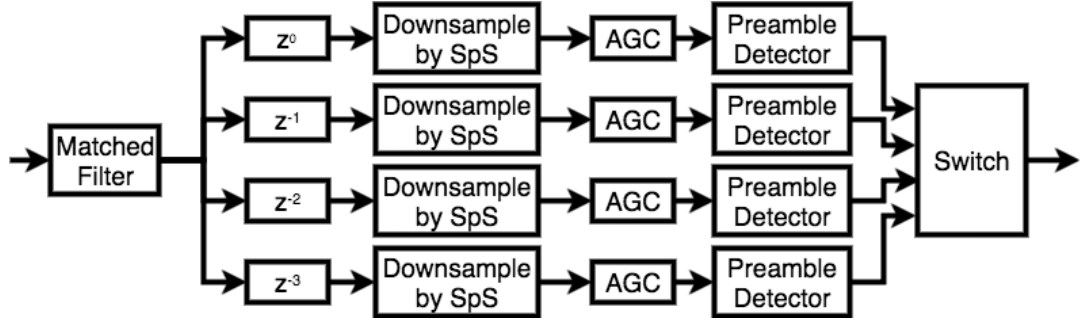 z⁰
Downsample
by SpS
AGC
Preamble
Detector
z⁻¹
Downsample
by SpS
AGC
Preamble
Detector
Matched
Filter
Switch
z⁻²
Downsample
by SpS
AGC
Preamble
Detector
z⁻³
Downsample
by SpS
AGC
Preamble
Detector